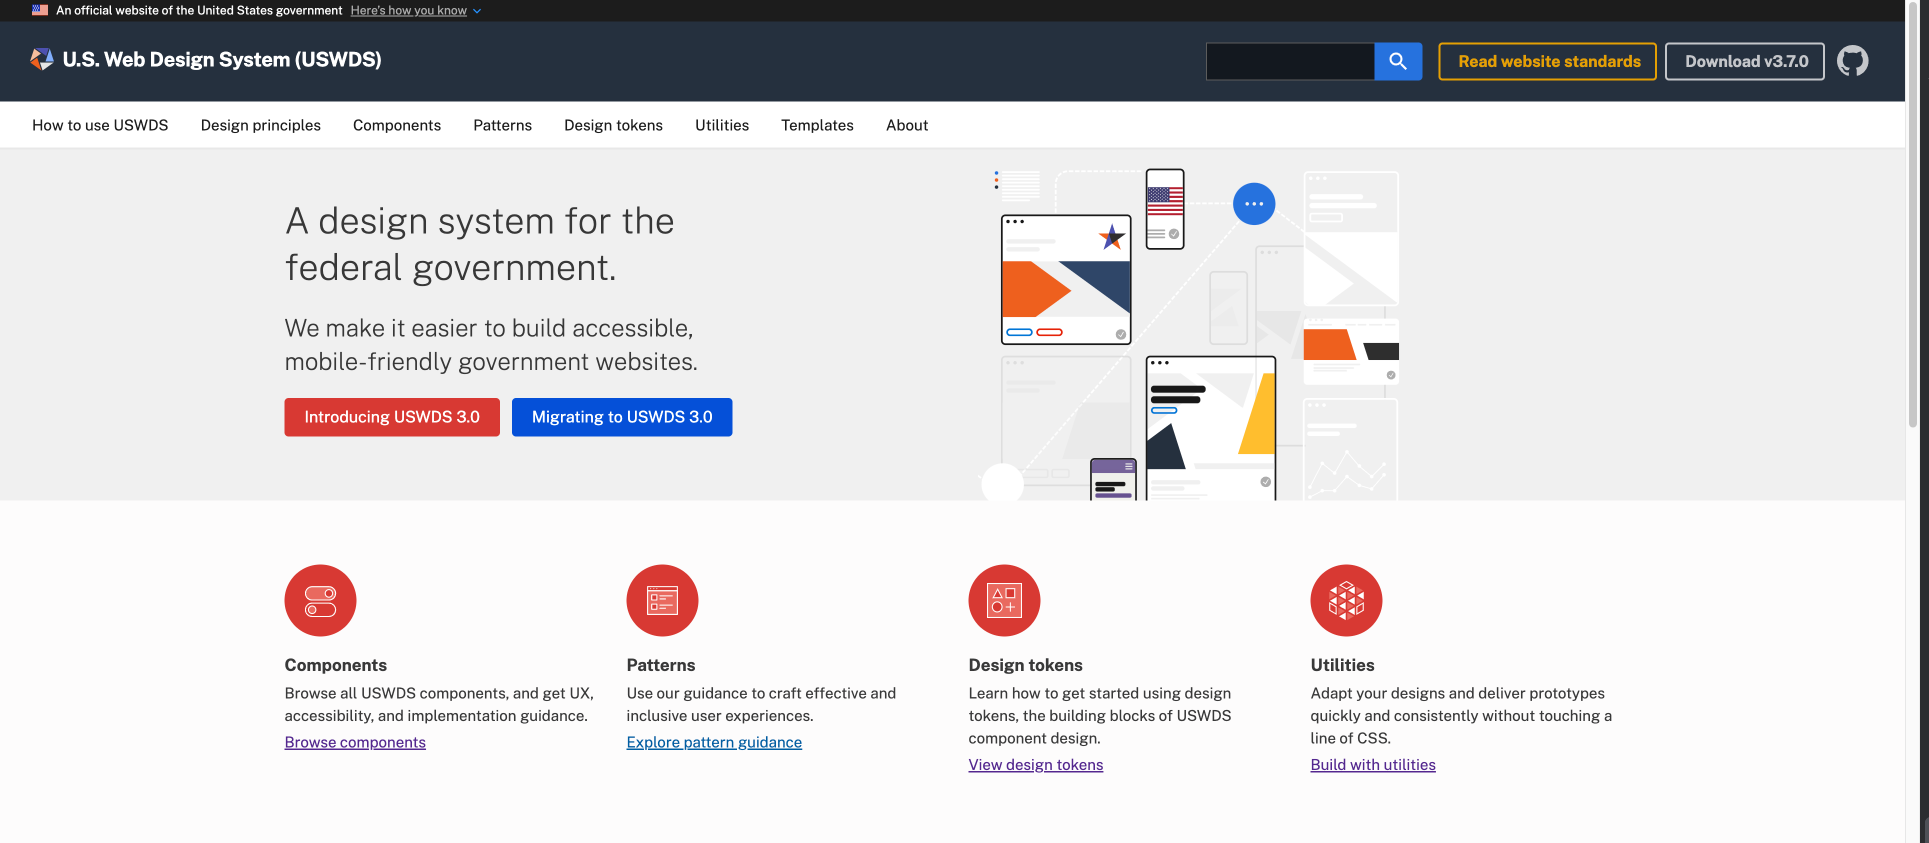 An official website of the United States government Here's how you know
U.S. Web Design System (USWDS)
Read website standards
Download v3.7.0
How to use USWDS
Design principles
Components
Patterns
Design tokens
Utilities
Templates
About
A design system for the
federal government.
We make it easier to build accessible,
mobile-friendly government websites.
Introducing USWDS 3.0
Migrating to USWDS 3.0
Components
Browse all USWDS components, and get UX,
accessibility, and implementation guidance.
Browse components
Patterns
Use our guidance to craft effective and
inclusive user experiences.
Explore pattern guidance
Design tokens
Learn how to get started using design
tokens, the building blocks of USWDS
component design.
View design tokens
Utilities
Adapt your designs and deliver prototypes
quickly and consistently without touching a
line of CSS.
Build with utilities